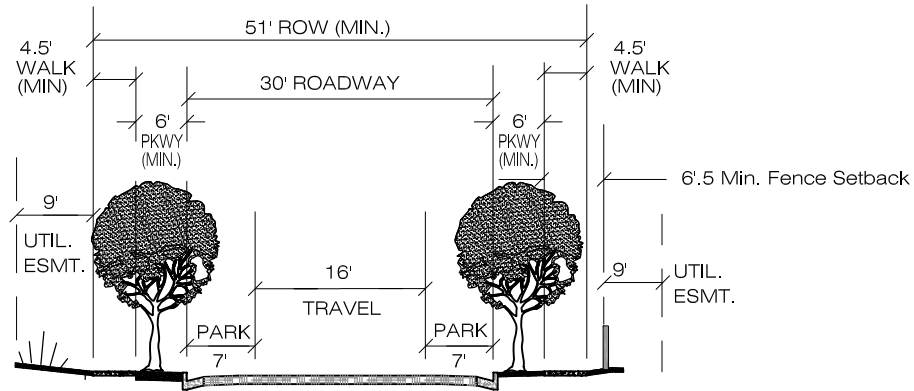 51' ROW (MIN.)
4.5'
WALK
(MIN)
4.5'
WALK
(MIN)
30' ROADWAY
6'
PKWY
(MIN.)
6'
PKWY
(MIN.)
6'.5 Min. Fence Setback
9'
UTIL.
ESMT.
16'
TRAVEL
9'
UTIL.
ESMT.
PARK
7'
PARK
7'